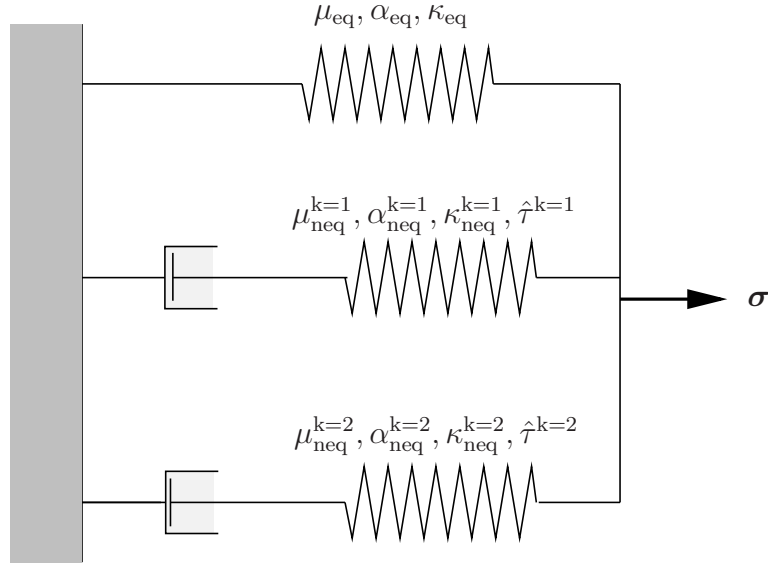 μ_eq, α_eq, κ_eq
μ_neq^k=1, α_neq^k=1, κ_neq^k=1, τ̂^k=1
σ
μ_neq^k=2, α_neq^k=2, κ_neq^k=2, τ̂^k=2